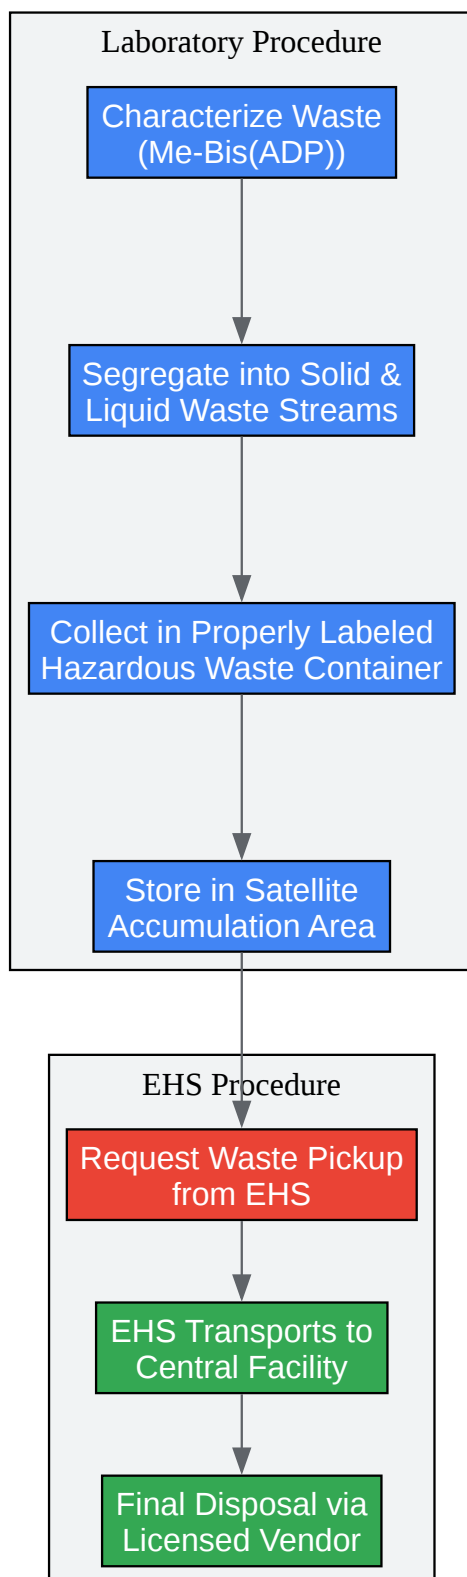 Laboratory Procedure
Characterize Waste
(Me-Bis(ADP))
Segregate into Solid &
Liquid Waste Streams
Collect in Properly Labeled
Hazardous Waste Container
Store in Satellite
Accumulation Area
EHS Procedure
Request Waste Pickup
from EHS
EHS Transports to
Central Facility
Final Disposal via
Licensed Vendor